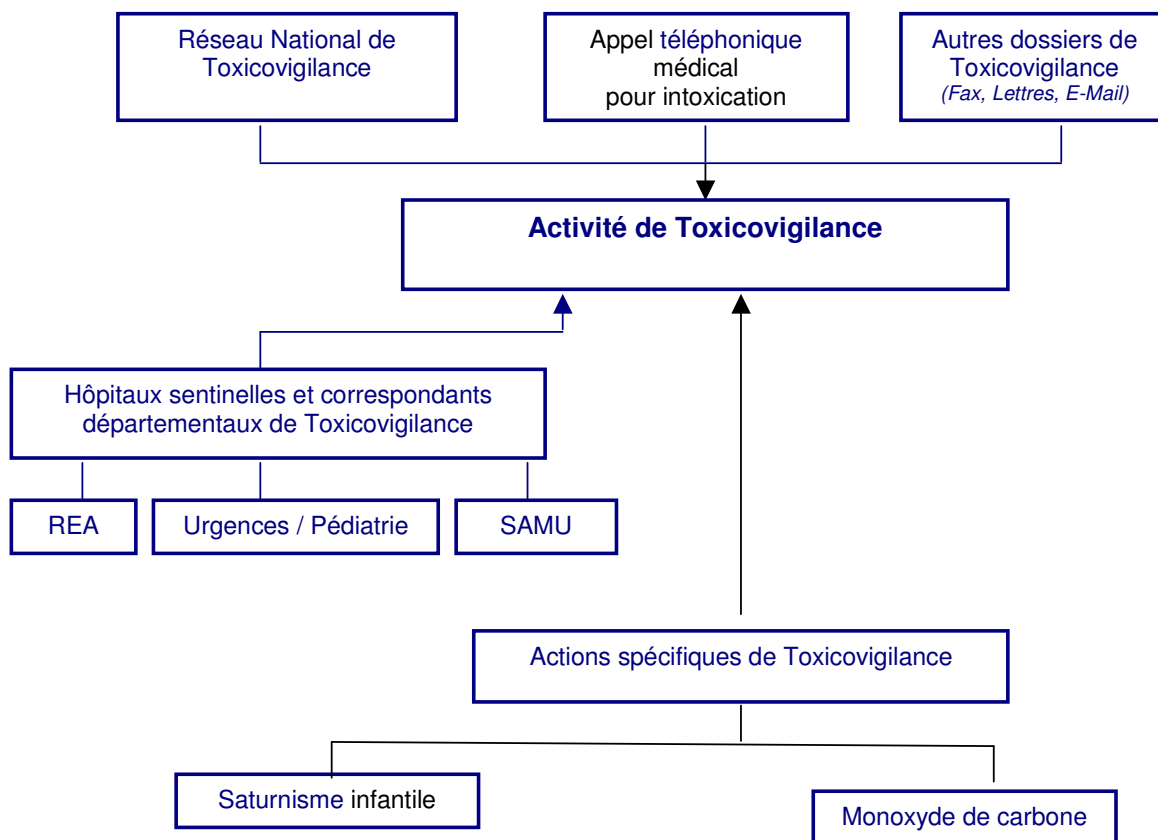 Réseau National de
Toxicovigilance
Appel téléphonique
médical
pour intoxication
Autres dossiers de
Toxicovigilance
(Fax, Lettres, E-Mail)
Activité de Toxicovigilance
Hôpitaux sentinelles et correspondants
départementaux de Toxicovigilance
REA
Urgences / Pédiatrie
SAMU
Actions spécifiques de Toxicovigilance
Saturnisme infantile
Monoxyde de carbone